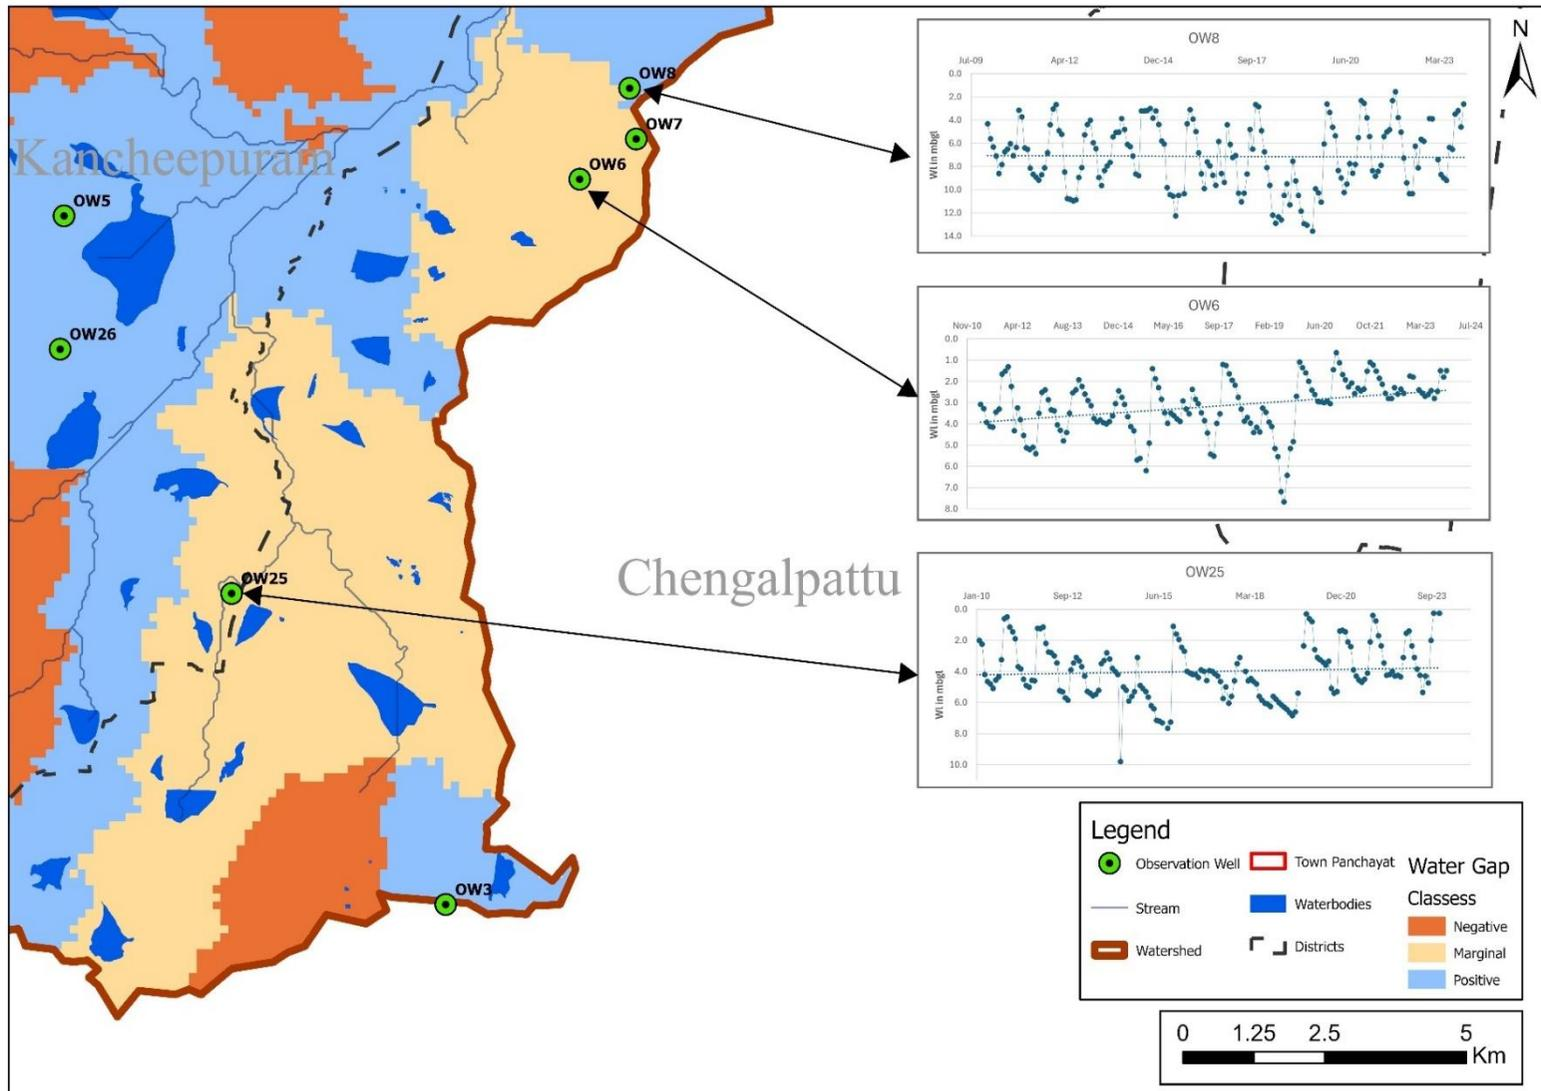 Kancheepuram
OW8
OW7
OW6
OW5
OW26
OW25
Chengalpattu
OW3
N
OW8
Jul-09 Apr-12 Dec-14 Sep-17 Jun-20 Mar-23
Wl in mbgl
0.0
2.0
4.0
6.0
8.0
10.0
12.0
14.0
OW6
Nov-10 Apr-12 Aug-13 Dec-14 May-16 Sep-17 Feb-19 Jun-20 Oct-21 Mar-23 Jul-24
Wl in mbgl
0.0
1.0
2.0
3.0
4.0
5.0
6.0
7.0
8.0
OW25
Jan-10 Sep-12 Jun-15 Mar-18 Dec-20 Sep-23
Wl in mbgl
0.0
2.0
4.0
6.0
8.0
10.0
Legend
Observation Well
Stream
Watershed
Town Panchayat
Waterbodies
Districts
Water Gap
Classess
Negative
Marginal
Positive
0 1.25 2.5 5
Km